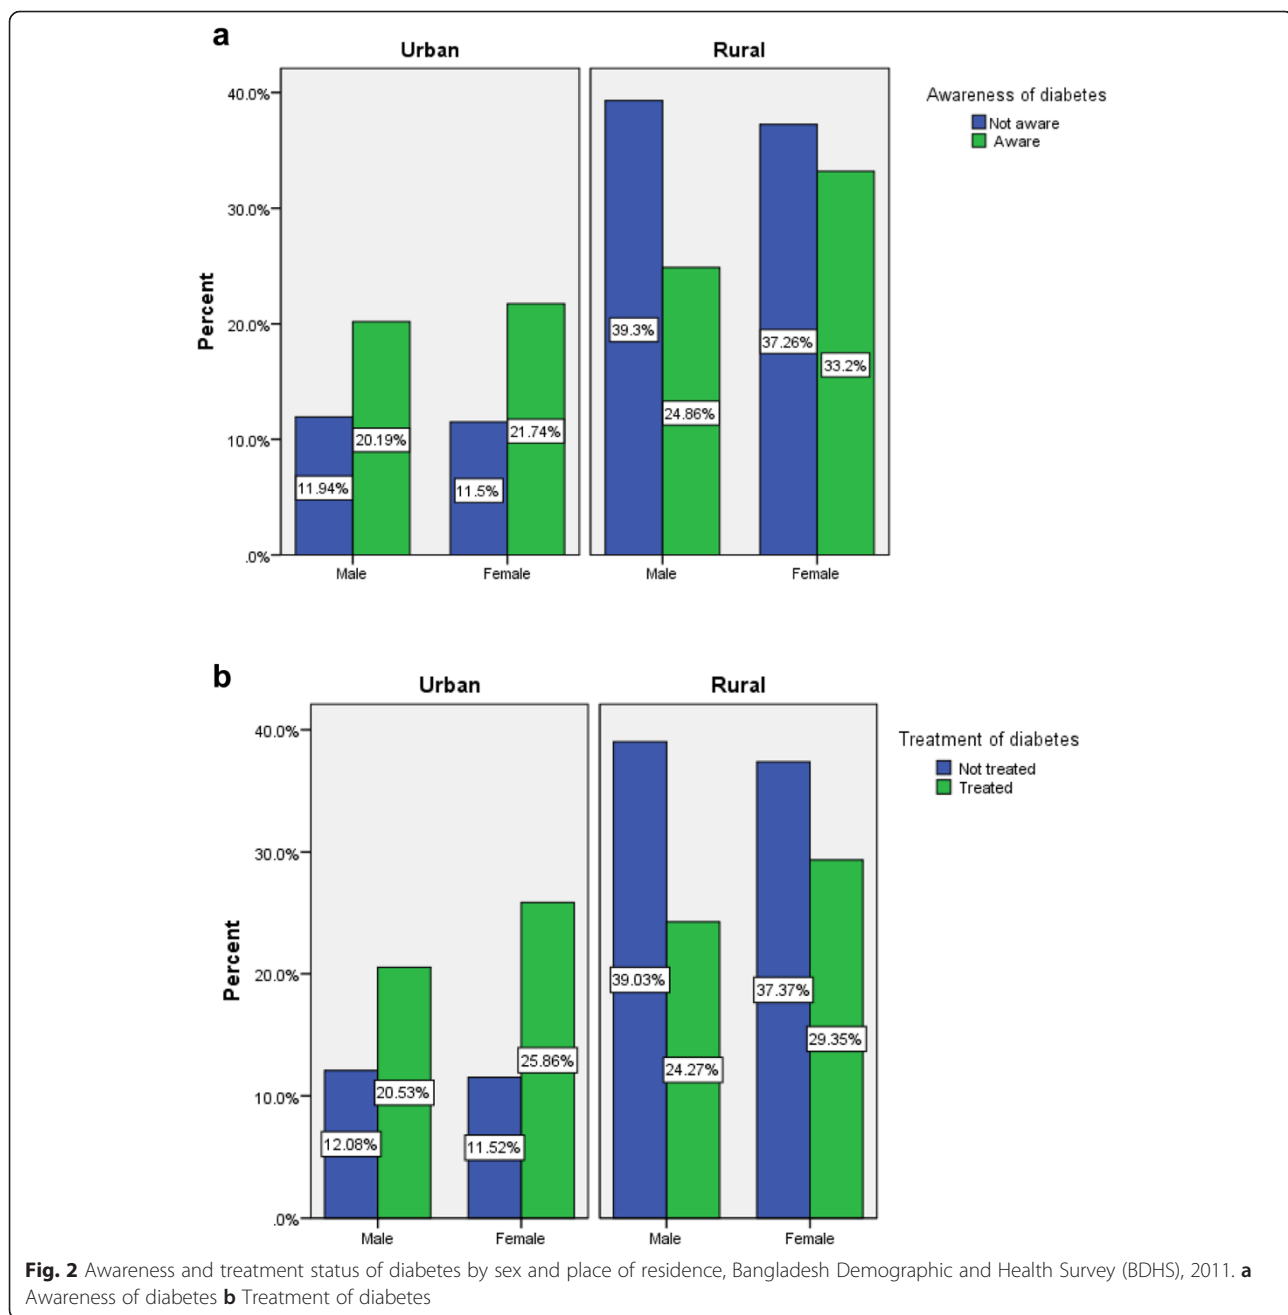 a
Urban Rural
40.0%
30.0%
20.0%
10.0%
.0%
Percent
11.94%
20.19%
11.5%
21.74%
39.3%
24.86%
37.26%
33.2%
Male Female Male Female
Awareness of diabetes
Not aware
Aware
b
Urban Rural
40.0%
30.0%
20.0%
10.0%
.0%
Percent
12.08%
20.53%
11.52%
25.86%
39.03%
24.27%
37.37%
29.35%
Male Female Male Female
Treatment of diabetes
Not treated
Treated
Fig. 2 Awareness and treatment status of diabetes by sex and place of residence, Bangladesh Demographic and Health Survey (BDHS), 2011. a
Awareness of diabetes b Treatment of diabetes